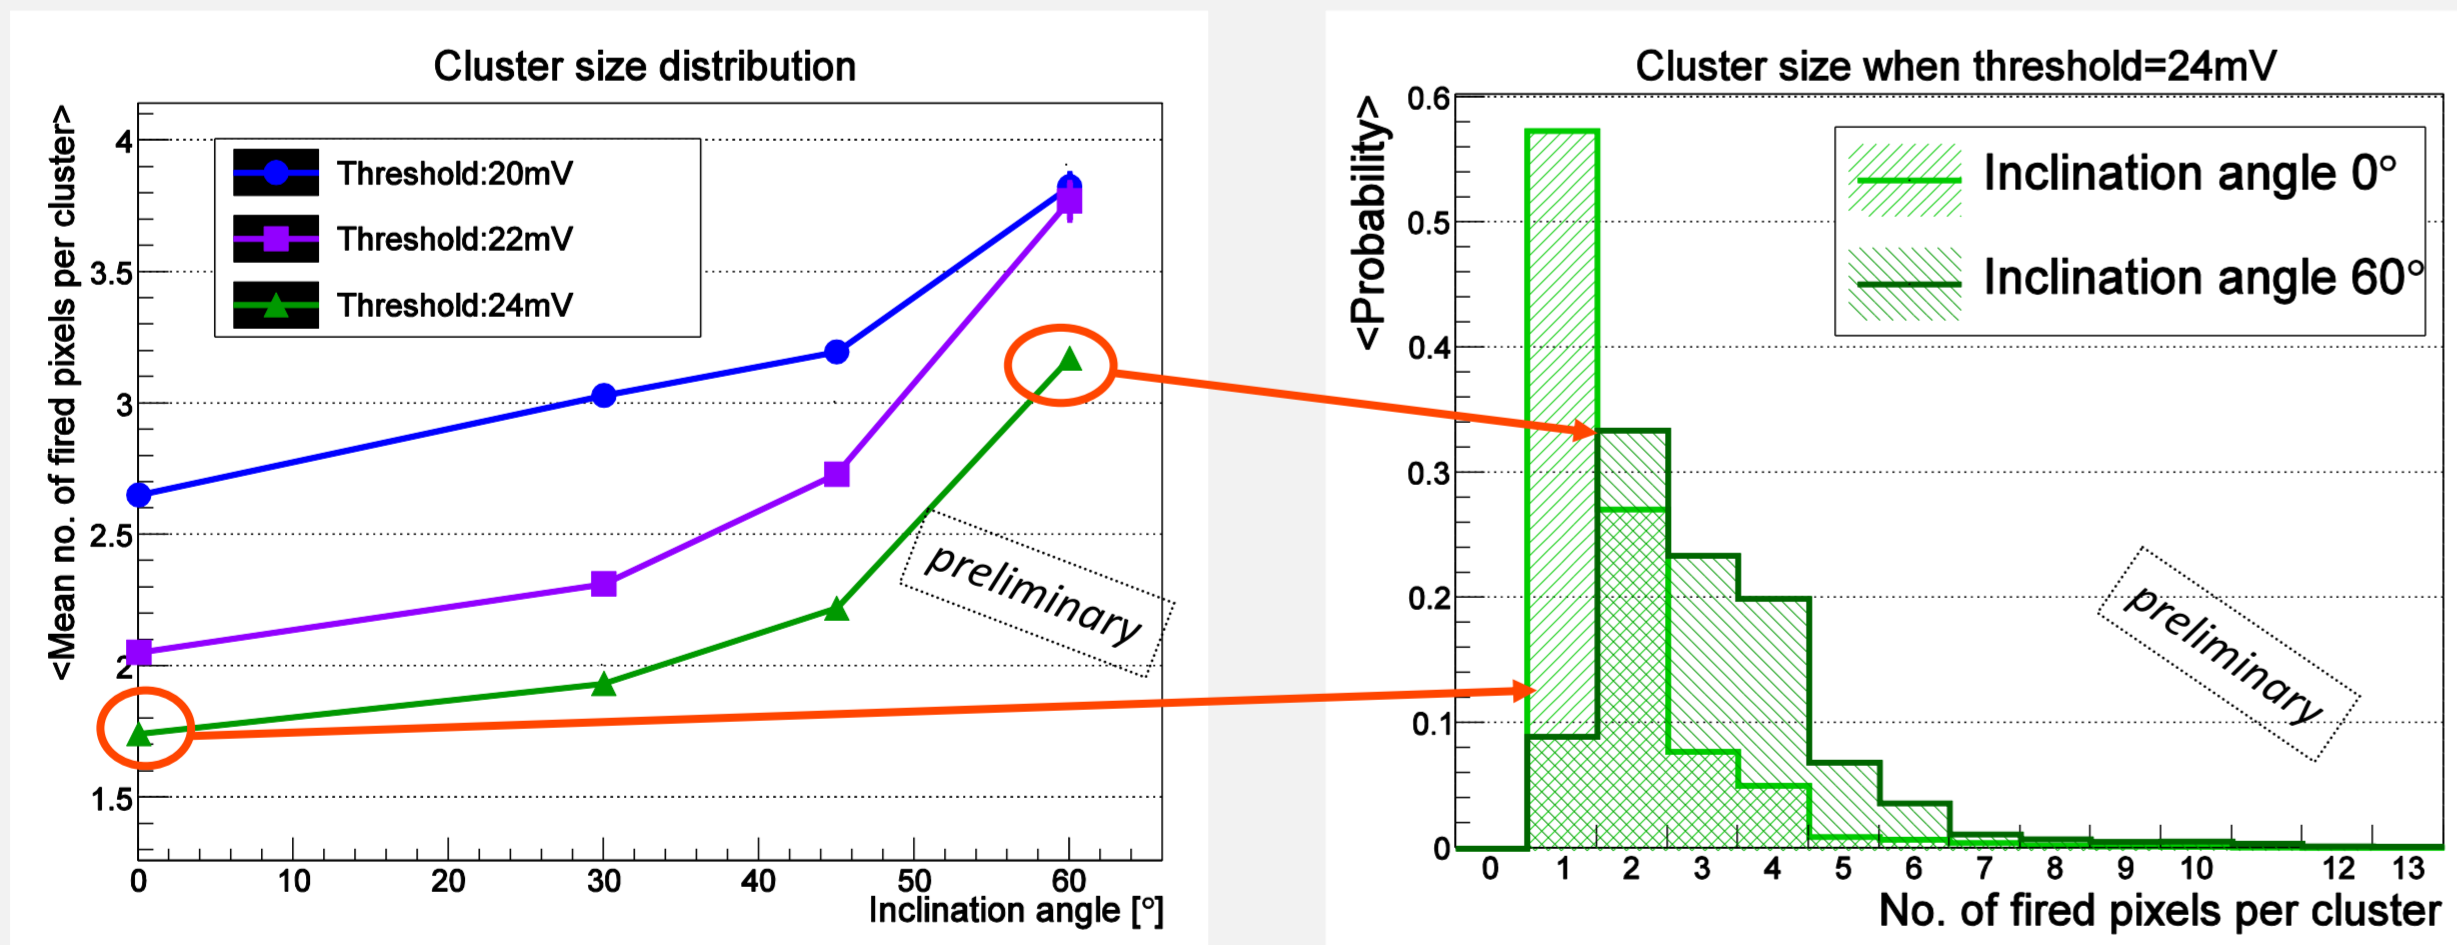 Cluster size distribution
<Mean no. of fired pixels per cluster>
4
3.5
3
2.5
2
1.5
Threshold:20mV
Threshold:22mV
Threshold:24mV
preliminary
0 10 20 30 40 50 60
Inclination angle [°]
Cluster size when threshold=24mV
<Probability>
0.6
0.5
0.4
0.3
0.2
0.1
0
Inclination angle 0°
Inclination angle 60°
preliminary
0 1 2 3 4 5 6 7 8 9 10 12 13
No. of fired pixels per cluster